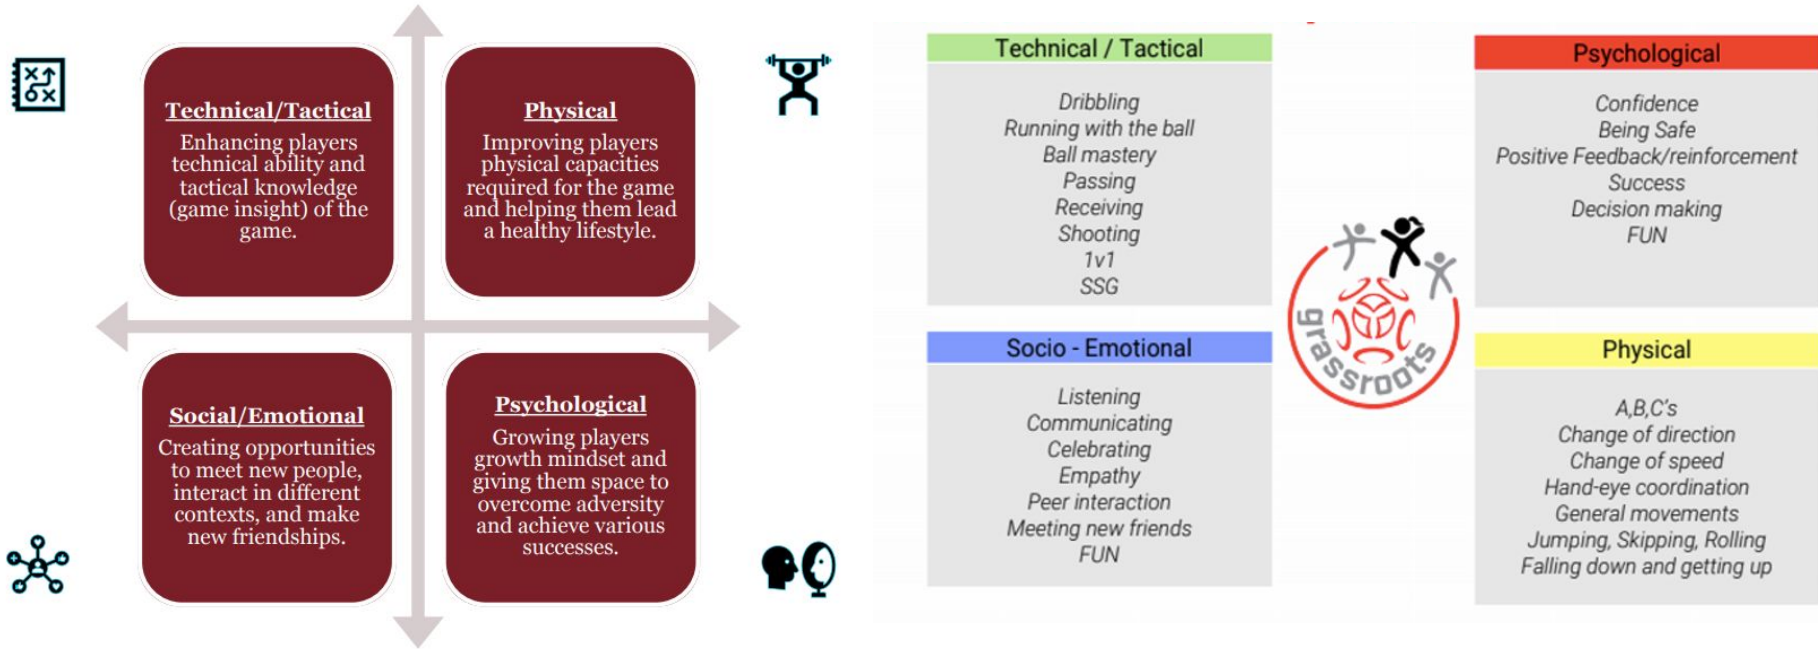 Technical/Tactical
Enhancing players
technical ability and
tactical knowledge
(game insight) of the
game.
Physical
Improving players
physical capacities
required for the game
and helping them lead
a healthy lifestyle.
Social/Emotional
Creating opportunities
to meet new people,
interact in different
contexts, and make
new friendships.
Psychological
Growing players
growth mindset and
giving them space to
overcome adversity
and achieve various
successes.
Technical / Tactical
Dribbling
Running with the ball
Ball mastery
Passing
Receiving
Shooting
1v1
SSG
Psychological
Confidence
Being Safe
Positive Feedback/reinforcement
Success
Decision making
FUN
grassroots
Socio - Emotional
Listening
Communicating
Celebrating
Empathy
Peer interaction
Meeting new friends
FUN
Physical
A,B,C's
Change of direction
Change of speed
Hand-eye coordination
General movements
Jumping, Skipping, Rolling
Falling down and getting up